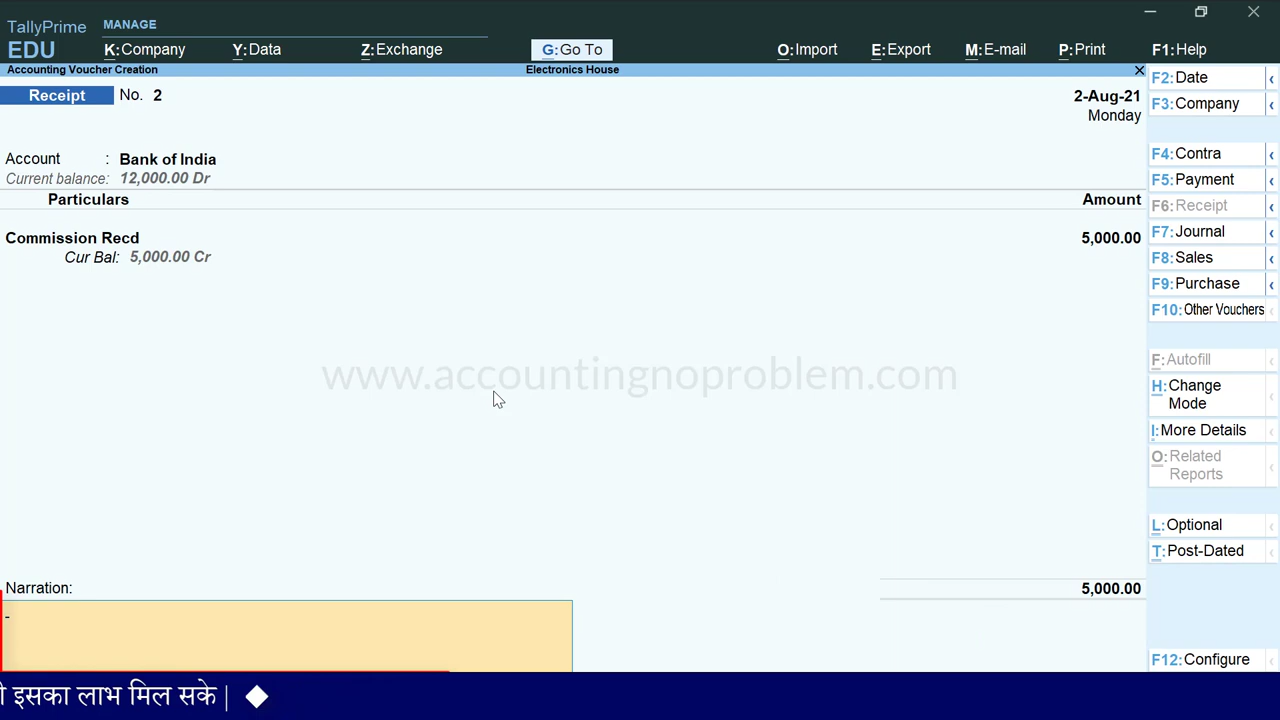 TallyPrime MANAGE
EDU K:Company Y:Data Z:Exchange G:Go To O:Import E:Export M:E-mail P:Print F1:Help
Accounting Voucher Creation Electronics House
Receipt No. 2 2-Aug-21
Monday
Account : Bank of India
Current balance: 12,000.00 Dr
Particulars Amount
Commission Recd 5,000.00
Cur Bal: 5,000.00 Cr
www.accountingnoproblem.com
Narration: 5,000.00
F2:Date
F3:Company
F4:Contra
F5:Payment
F6:Receipt
F7:Journal
F8:Sales
F9:Purchase
F10:Other Vouchers
F:Autofill
H:Change
Mode
I:More Details
O:Related
Reports
L:Optional
T:Post-Dated
F12:Configure
इसका लाभ मिल सके |